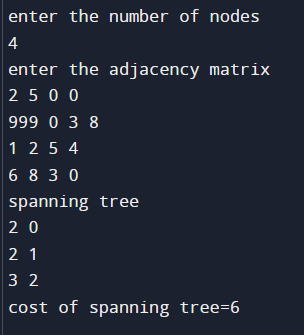 enter the number of nodes
4
enter the adjacency matrix
2 5 0 0
999 0 3 8
1 2 5 4
6 8 3 0
spanning tree
2 0
2 1
3 2
cost of spanning tree=6